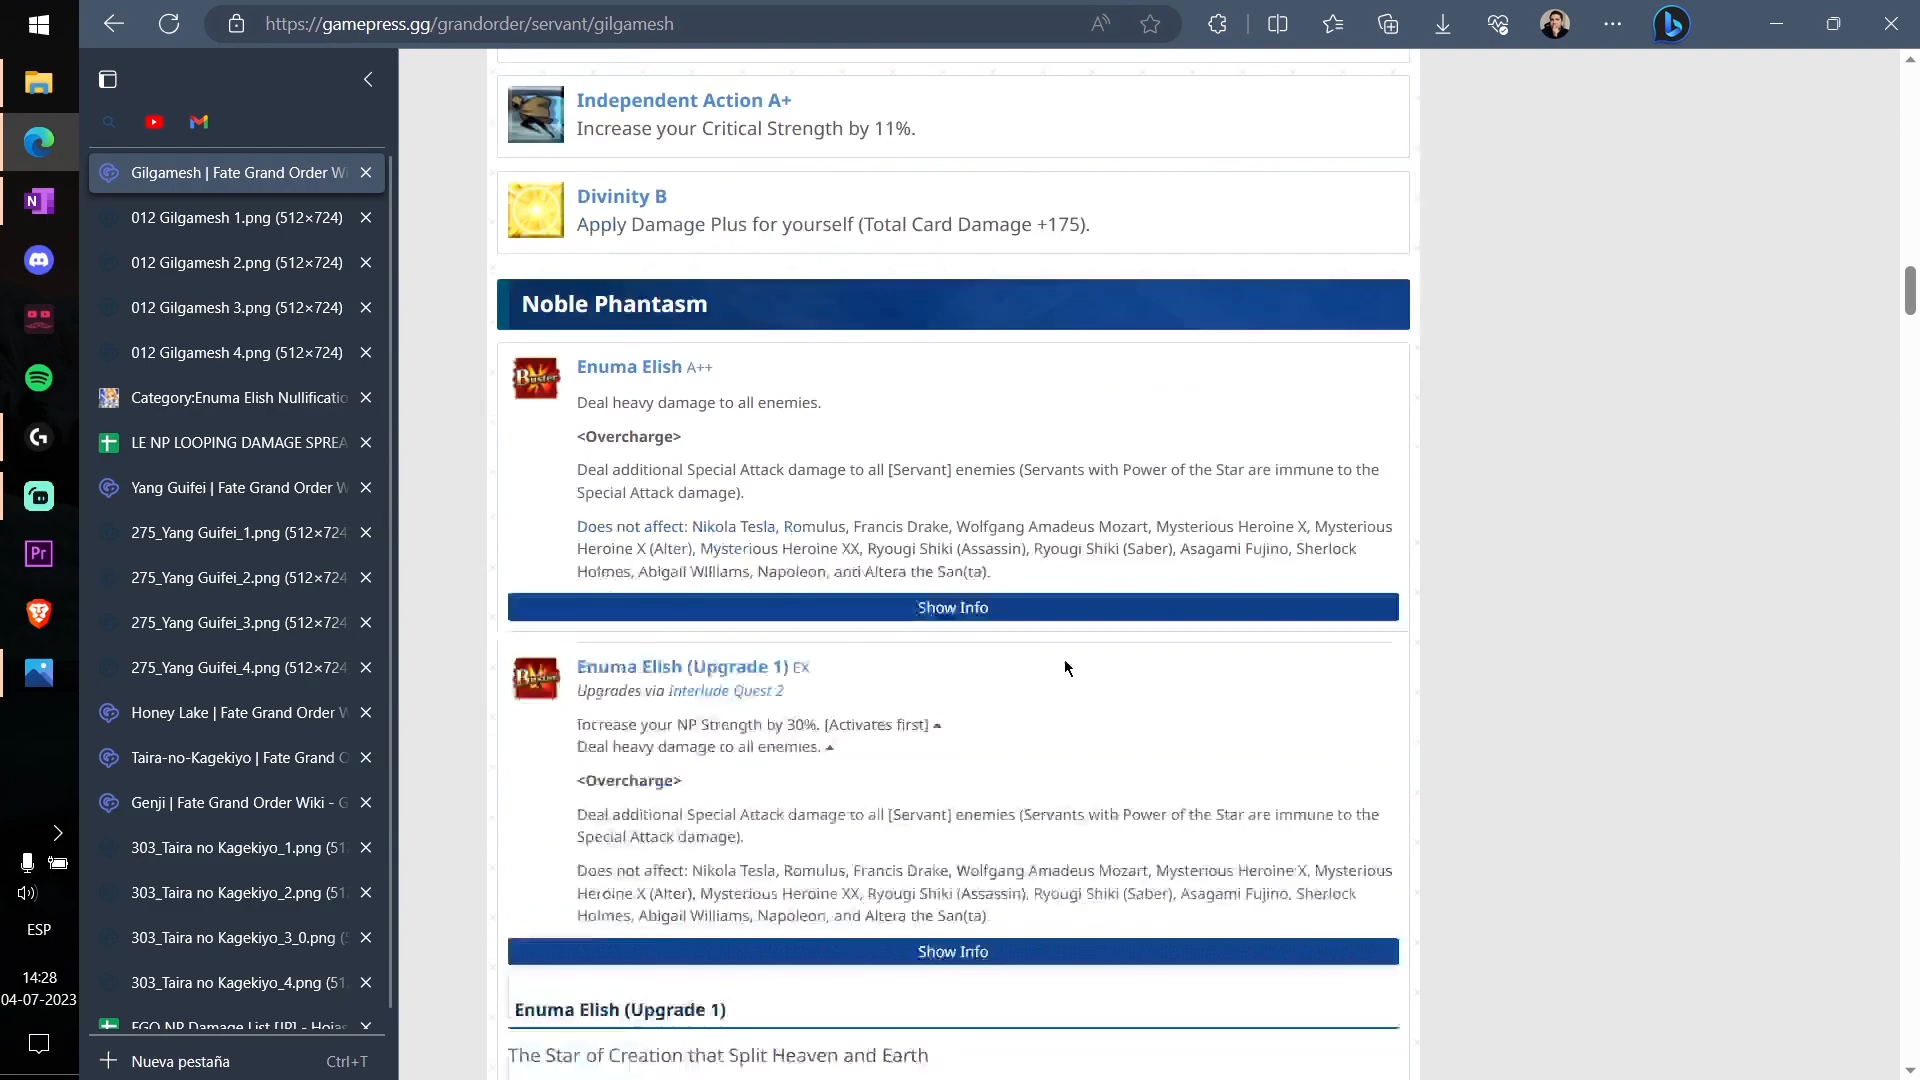 https://gamepress.gg/grandorder/servant/gilgamesh
Gilgamesh | Fate Grand Order Wi
012 Gilgamesh 1.png (512×724)
012 Gilgamesh 2.png (512×724)
012 Gilgamesh 3.png (512×724)
012 Gilgamesh 4.png (512×724)
Category:Enuma Elish Nullificatio
LE NP LOOPING DAMAGE SPREA
Yang Guifei | Fate Grand Order W
275_Yang Guifei_1.png (512×724
275_Yang Guifei_2.png (512×724
275_Yang Guifei_3.png (512×724
275_Yang Guifei_4.png (512×724
Honey Lake | Fate Grand Order W
Taira-no-Kagekiyo | Fate Grand O
Genji | Fate Grand Order Wiki - G
303_Taira no Kagekiyo_1.png (51
303_Taira no Kagekiyo_2.png (51
303_Taira no Kagekiyo_3_0.png (
303_Taira no Kagekiyo_4.png (51
FGO NP Damage List [JP] - Hojas
Nueva pestaña Ctrl+T
N
Pr
ESP
14:28
04-07-2023
Independent Action A+
Increase your Critical Strength by 11%.
Divinity B
Apply Damage Plus for yourself (Total Card Damage +175).
Noble Phantasm
Buster
Enuma Elish A++
Deal heavy damage to all enemies.
<Overcharge>
Deal additional Special Attack damage to all [Servant] enemies (Servants with Power of the Star are immune to the
Special Attack damage).
Does not affect: Nikola Tesla, Romulus, Francis Drake, Wolfgang Amadeus Mozart, Mysterious Heroine X, Mysterious
Heroine X (Alter), Mysterious Heroine XX, Ryougi Shiki (Assassin), Ryougi Shiki (Saber), Asagami Fujino, Sherlock
Holmes, Abigail Williams, Napoleon, and Altera the San(ta).
Show Info
Buster
Enuma Elish (Upgrade 1) EX
Upgrades via Interlude Quest 2
Increase your NP Strength by 30%. [Activates first]
Deal heavy damage to all enemies.
<Overcharge>
Deal additional Special Attack damage to all [Servant] enemies (Servants with Power of the Star are immune to the
Special Attack damage).
Does not affect: Nikola Tesla, Romulus, Francis Drake, Wolfgang Amadeus Mozart, Mysterious Heroine X, Mysterious
Heroine X (Alter), Mysterious Heroine XX, Ryougi Shiki (Assassin), Ryougi Shiki (Saber), Asagami Fujino, Sherlock
Holmes, Abigail Williams, Napoleon, and Altera the San(ta)
Show Info
Enuma Elish (Upgrade 1)
The Star of Creation that Split Heaven and Earth